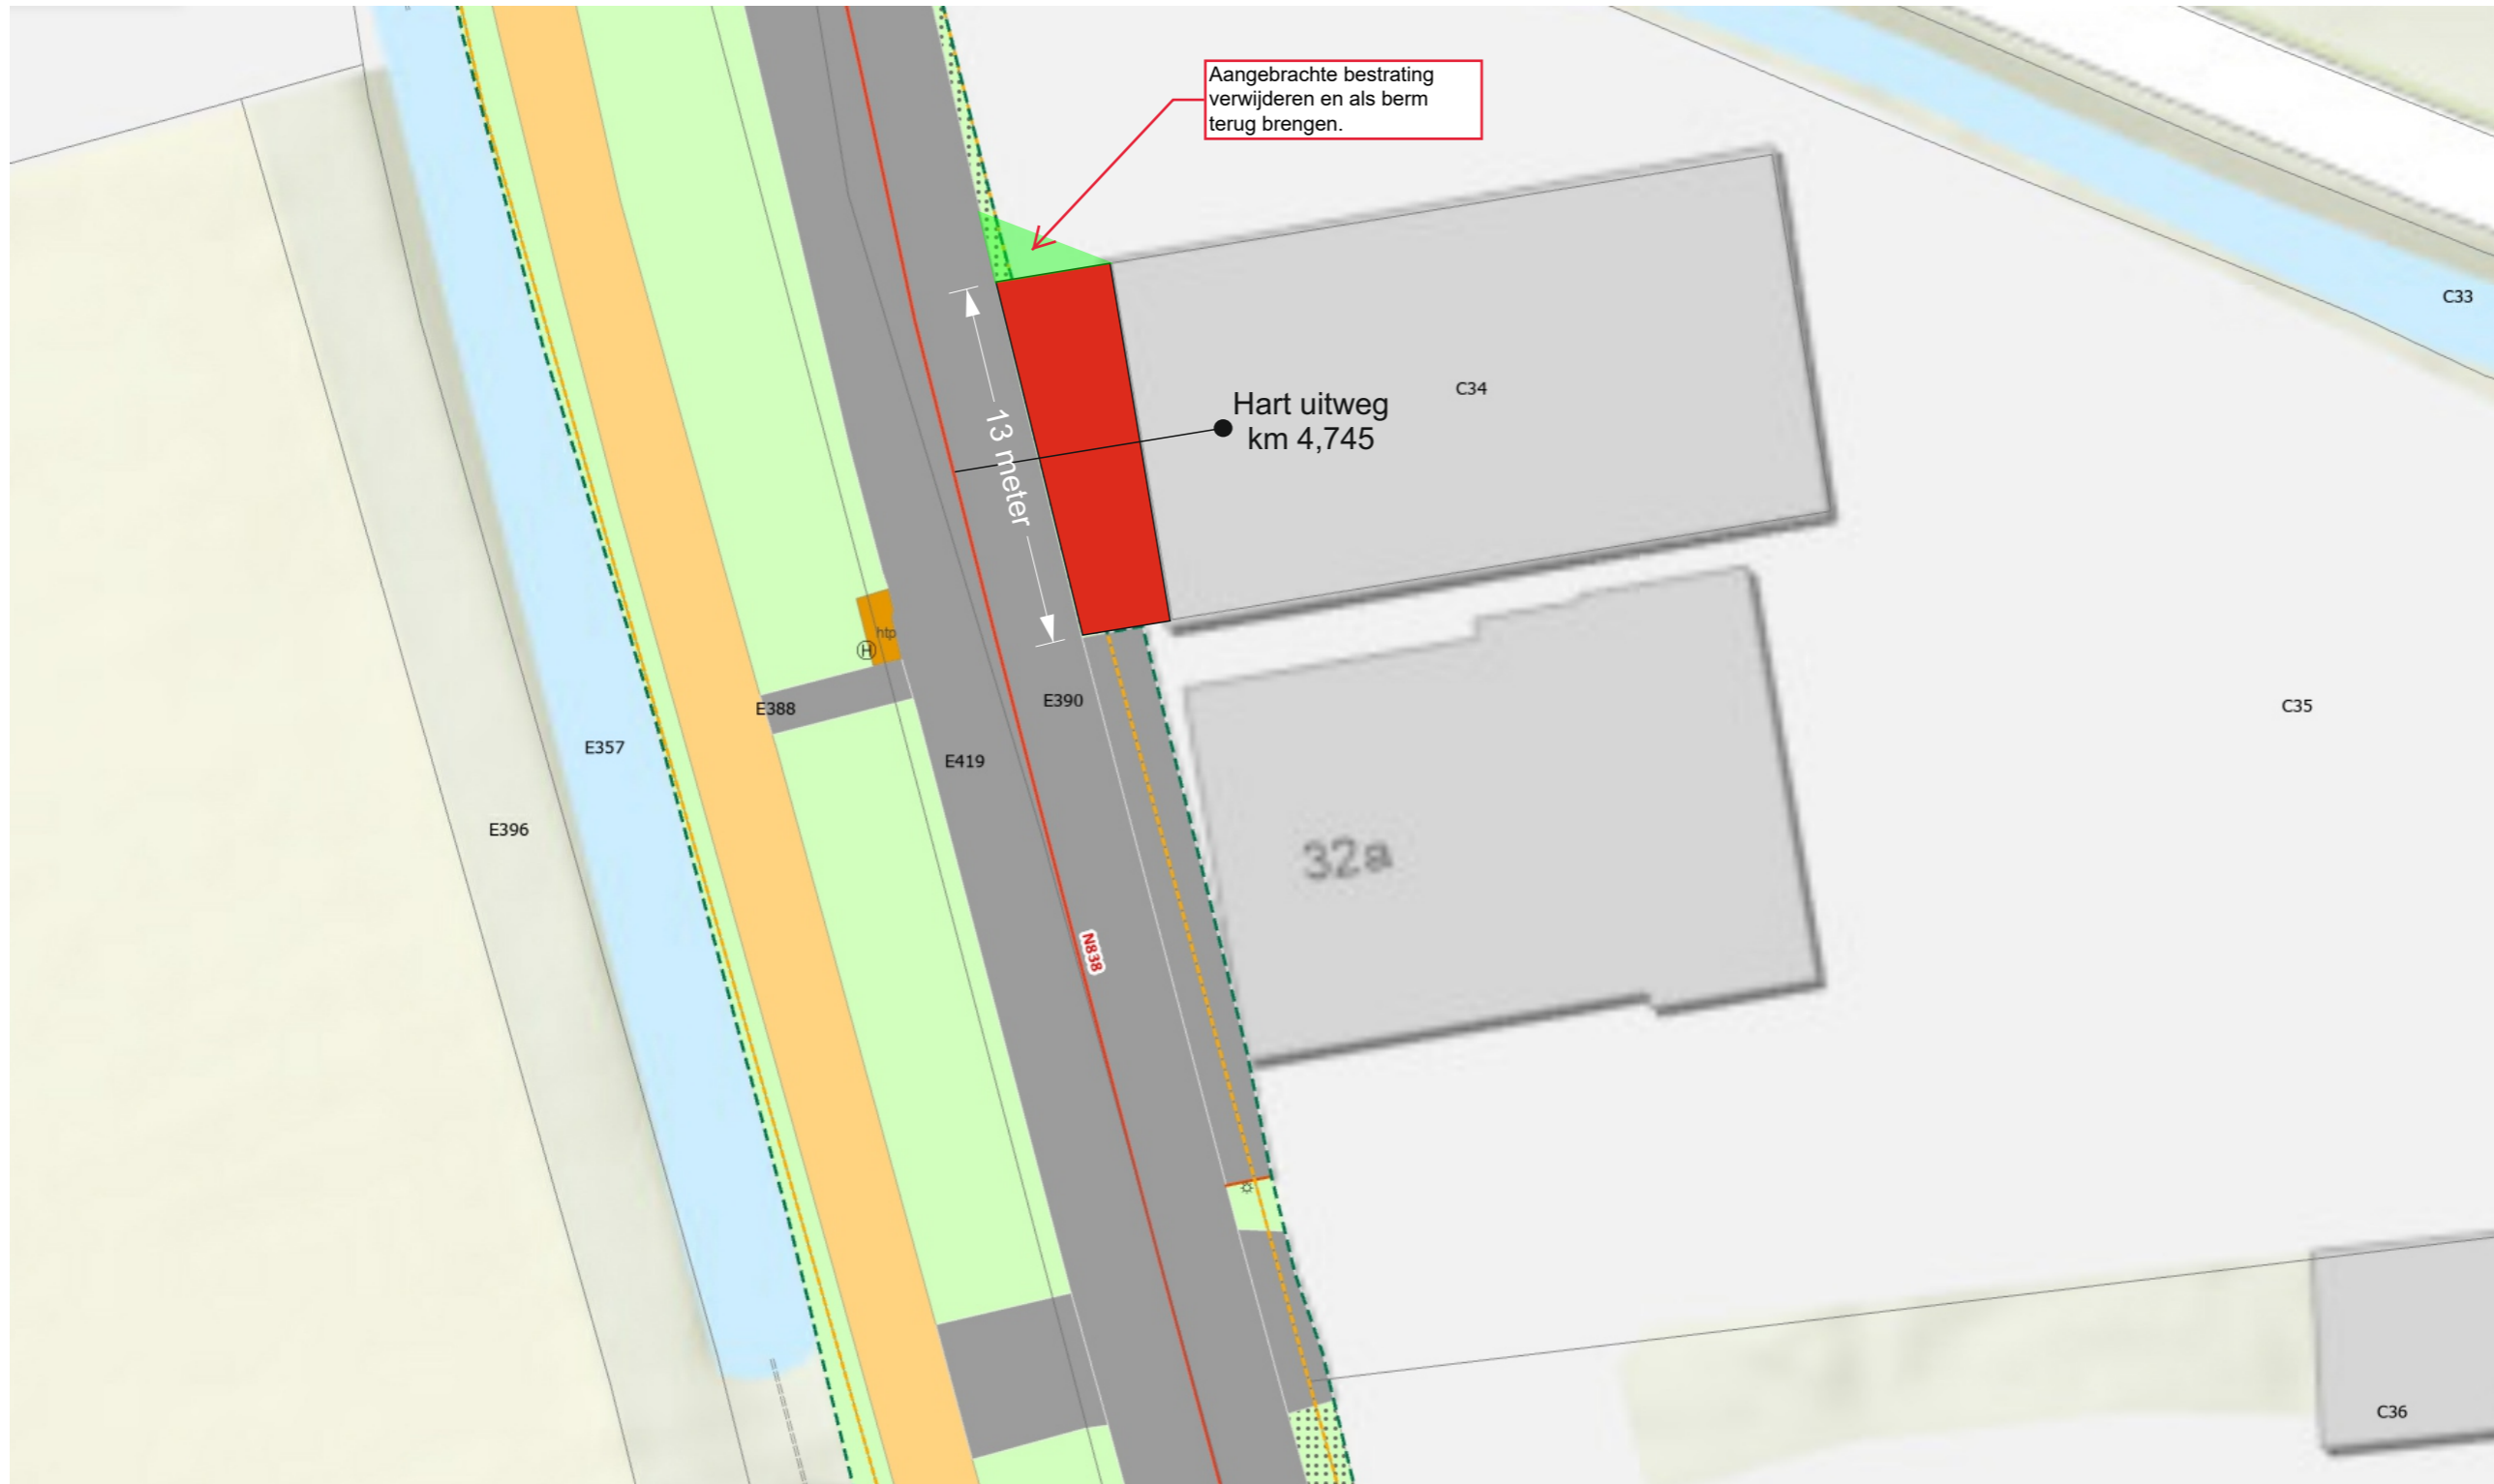 Aangebrachte bestrating
verwijderen en als berm
terug brengen.
C33
C34
Hart uitweg
km 4,745
13 meter
htp
H
E390
E388
C35
E357
E419
E396
32a
N838
C36